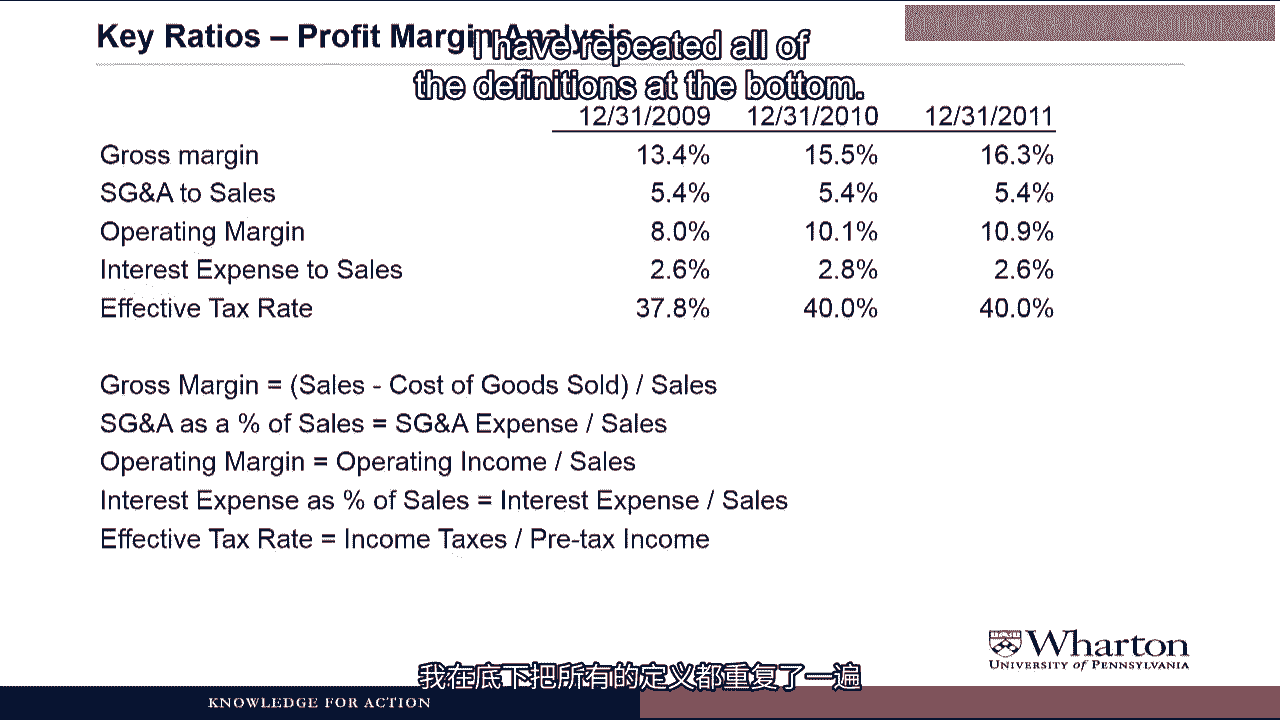 Key Ratios – Profit Margin Analysis
I have repeated all of
the definitions at the bottom.
12/31/2009 12/31/2010 12/31/2011
Gross margin 13.4% 15.5% 16.3%
SG&A to Sales 5.4% 5.4% 5.4%
Operating Margin 8.0% 10.1% 10.9%
Interest Expense to Sales 2.6% 2.8% 2.6%
Effective Tax Rate 37.8% 40.0% 40.0%
Gross Margin = (Sales - Cost of Goods Sold) / Sales
SG&A as a % of Sales = SG&A Expense / Sales
Operating Margin = Operating Income / Sales
Interest Expense as % of Sales = Interest Expense / Sales
Effective Tax Rate = Income Taxes / Pre-tax Income
Wharton
UNIVERSITY of PENNSYLVANIA
我在底下把所有的定义都重复了一遍
KNOWLEDGE FOR ACTION